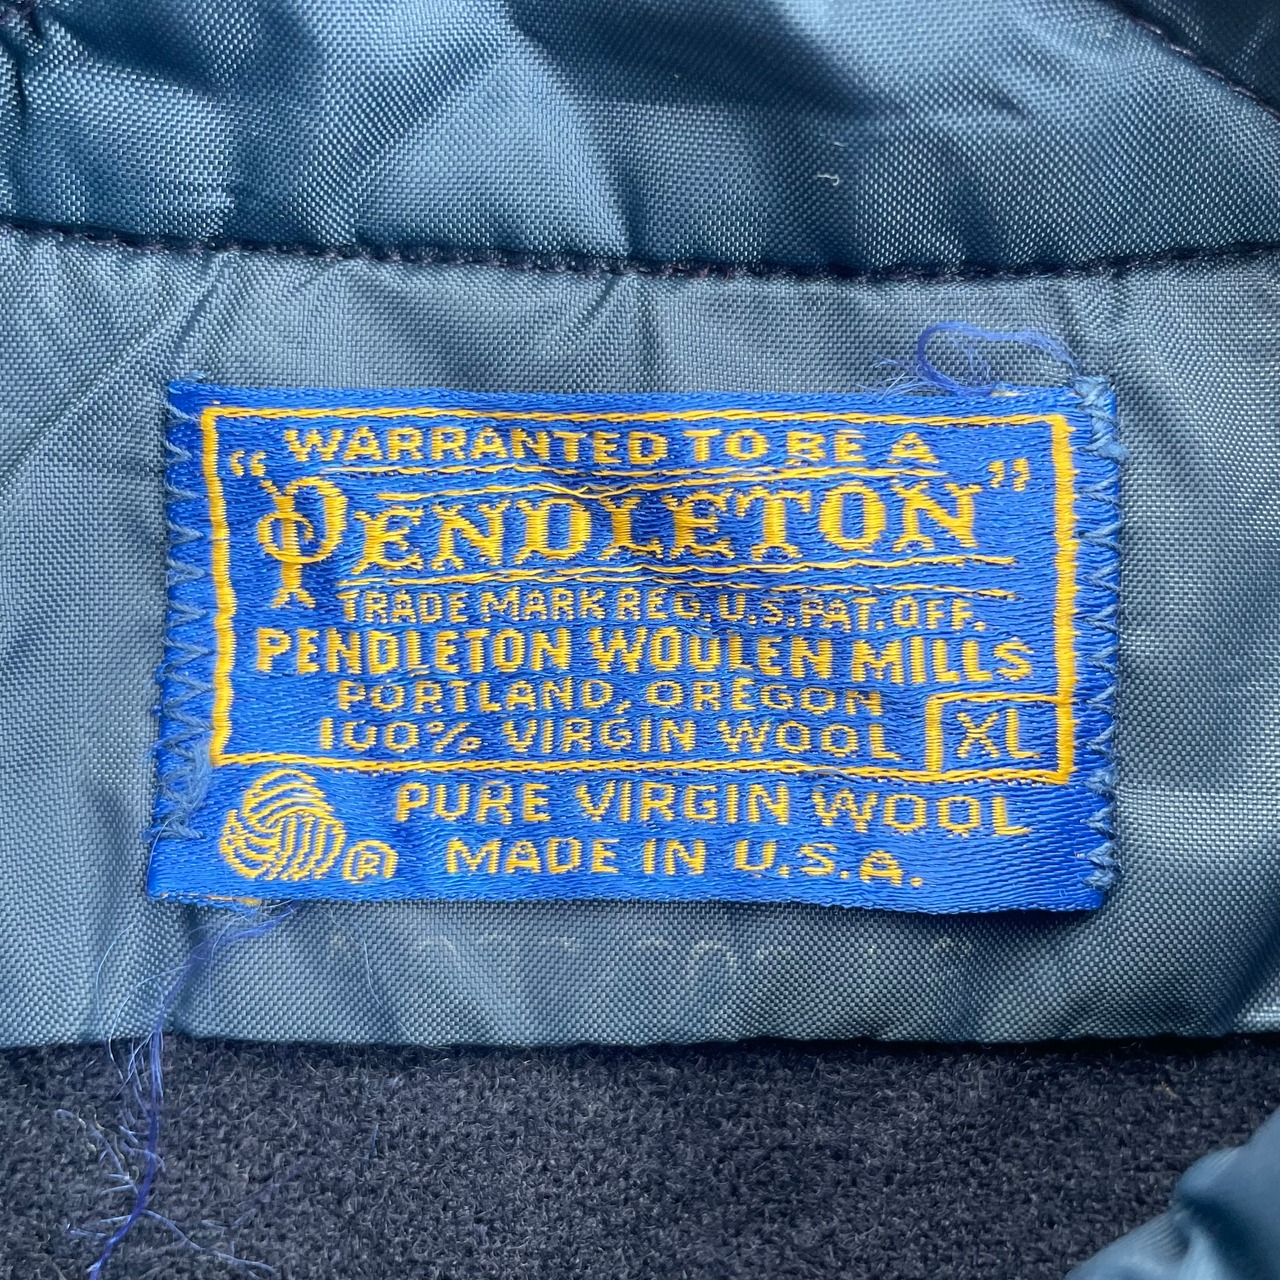 WARRANTED TO BE A
"PENDLETON"
TRADE MARK REG. U.S. PAT. OFF.
PENDLETON WOOLEN MILLS
PORTLAND, OREGON
100% VIRGIN WOOL XL
PURE VIRGIN WOOL
® MADE IN U.S.A.